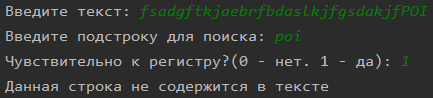 Введите текст: fsadgftkjaebrfbdaslkjfgsdakjfPOI
Введите подстроку для поиска: poi
Чувствительно к регистру?(0 - нет. 1 - да): 1
Данная строка не содержится в тексте